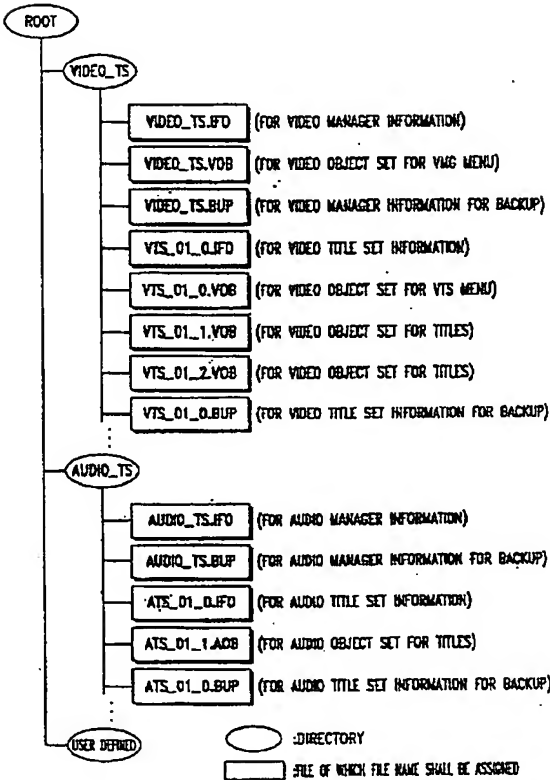 ROOT
VIDEO_TS
VIDEO_TS.IFO (FOR VIDEO MANAGER INFORMATION)
VIDEO_TS.VOB (FOR VIDEO OBJECT SET FOR VMG MENU)
VIDEO_TS.BUP (FOR VIDEO MANAGER INFORMATION FOR BACKUP)
VTS_01_0.IFO (FOR VIDEO TITLE SET INFORMATION)
VTS_01_0.VOB (FOR VIDEO OBJECT SET FOR VTS MENU)
VTS_01_1.VOB (FOR VIDEO OBJECT SET FOR TITLES)
VTS_01_2.VOB (FOR VIDEO OBJECT SET FOR TITLES)
VTS_01_0.BUP (FOR VIDEO TITLE SET INFORMATION FOR BACKUP)
AUDIO_TS
AUDIO_TS.IFO (FOR AUDIO MANAGER INFORMATION)
AUDIO_TS.BUP (FOR AUDIO MANAGER INFORMATION FOR BACKUP)
ATS_01_0.IFO (FOR AUDIO TITLE SET INFORMATION)
ATS_01_1.AOB (FOR AUDIO OBJECT SET FOR TITLES)
ATS_01_0.BUP (FOR AUDIO TITLE SET INFORMATION FOR BACKUP)
USER DEFINED
:DIRECTORY
:FILE OF WHICH FILE NAME SHALL BE ASSIGNED